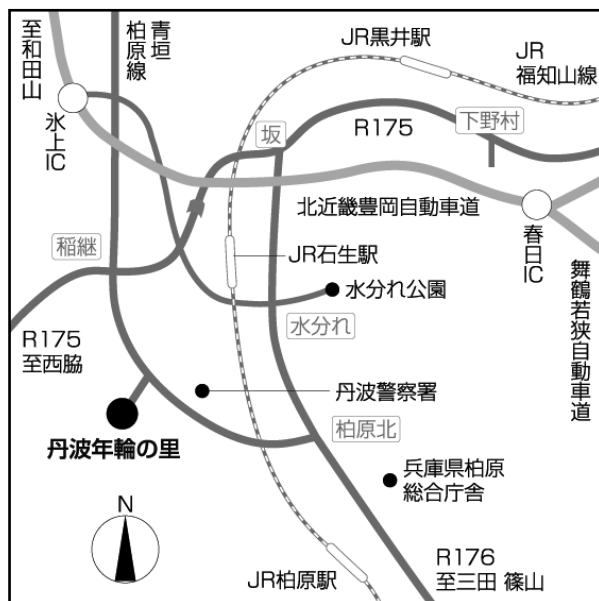 至和田山
青垣
柏原線
JR黒井駅
JR
福知山線
氷上IC
坂
R175
下野村
北近畿豊岡自動車道
春日IC
稲継
JR石生駅
水分れ公園
舞鶴若狭自動車道
水分れ
R175
至西脇
丹波警察署
柏原北
丹波年輪の里
兵庫県柏原
総合庁舎
N
R176
至三田 篠山
JR柏原駅